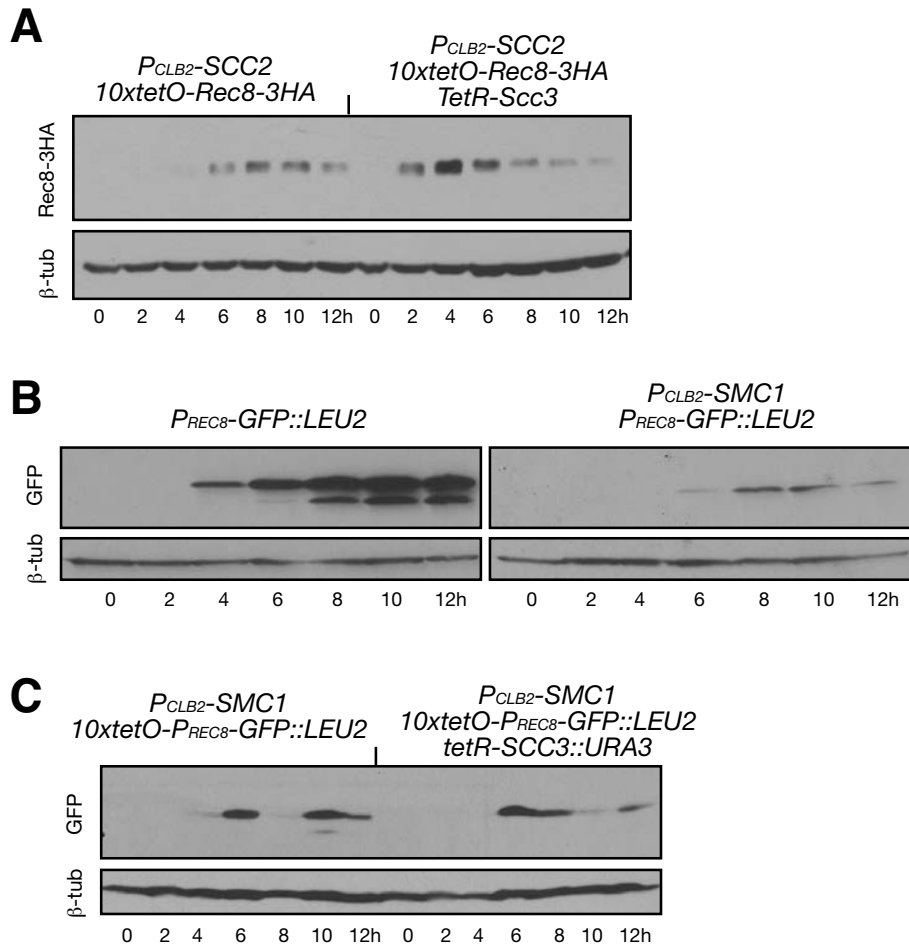 A
PCLB2-SCC2
10xtetO-Rec8-3HA
PCLB2-SCC2
10xtetO-Rec8-3HA
TetR-Scc3
Rec8-3HA
β-tub
0 2 4 6 8 10 12h 0 2 4 6 8 10 12h
B
PREC8-GFP::LEU2
PCLB2-SMC1
PREC8-GFP::LEU2
GFP
β-tub
0 2 4 6 8 10 12h 0 2 4 6 8 10 12h
C
PCLB2-SMC1
10xtetO-PREC8-GFP::LEU2
PCLB2-SMC1
10xtetO-PREC8-GFP::LEU2
tetR-SCC3::URA3
GFP
β-tub
0 2 4 6 8 10 12h 0 2 4 6 8 10 12h